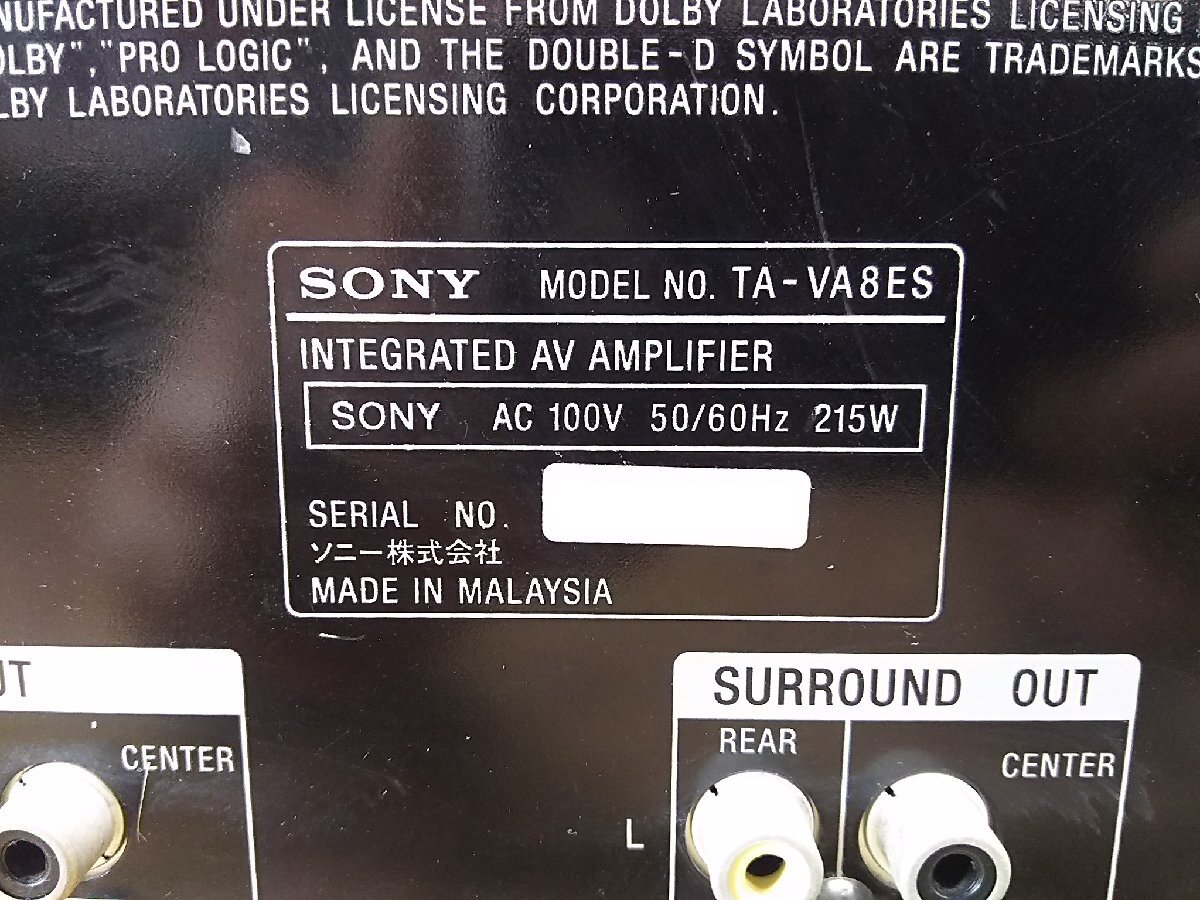 NUFACTURED UNDER LICENSE FROM DOLBY LABORATORIES LICENSING
OLBY", "PRO LOGIC", AND THE DOUBLE-D SYMBOL ARE TRADEMARKS
LBY LABORATORIES LICENSING CORPORATION.
SONY MODEL NO. TA-VA8ES
INTEGRATED AV AMPLIFIER
SONY AC 100V 50/60Hz 215W
SERIAL NO.
ソニー株式会社
MADE IN MALAYSIA
UT
CENTER
SURROUND OUT
REAR
CENTER
L